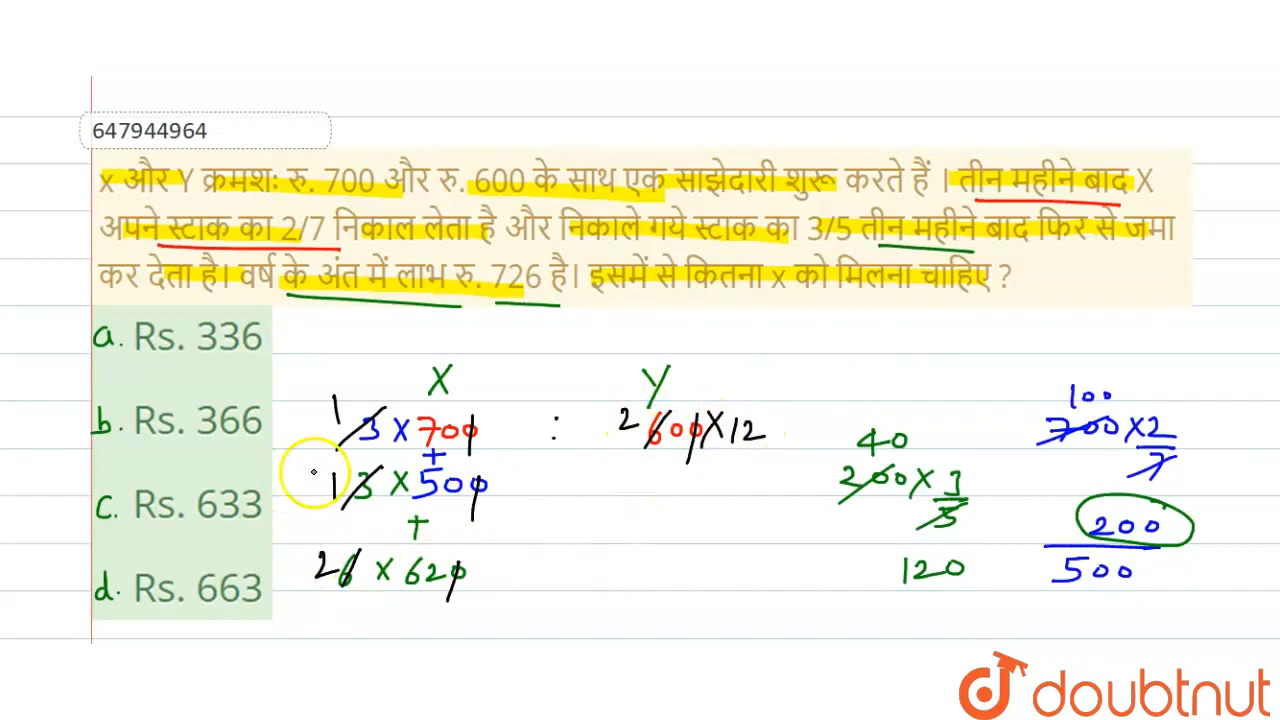 647944964
x और Y क्रमशः रु. 700 और रु. 600 के साथ एक साझेदारी शुरू करते हैं । तीन महीने बाद X
अपने स्टाक का 2/7 निकाल लेता है और निकाले गये स्टाक का 3/5 तीन महीने बाद फिर से जमा
कर देता है। वर्ष के अंत में लाभ रु. 726 है। इसमें से कितना x को मिलना चाहिए ?
a. Rs. 336
b. Rs. 366
c. Rs. 633
d. Rs. 663
X Y
1 3 x 700 : 2 600 x 12
+
1 3 x 500
+
2 6 x 620
40
200 x 3/5
120
100
700 x 2/7
200
500
doubtnut